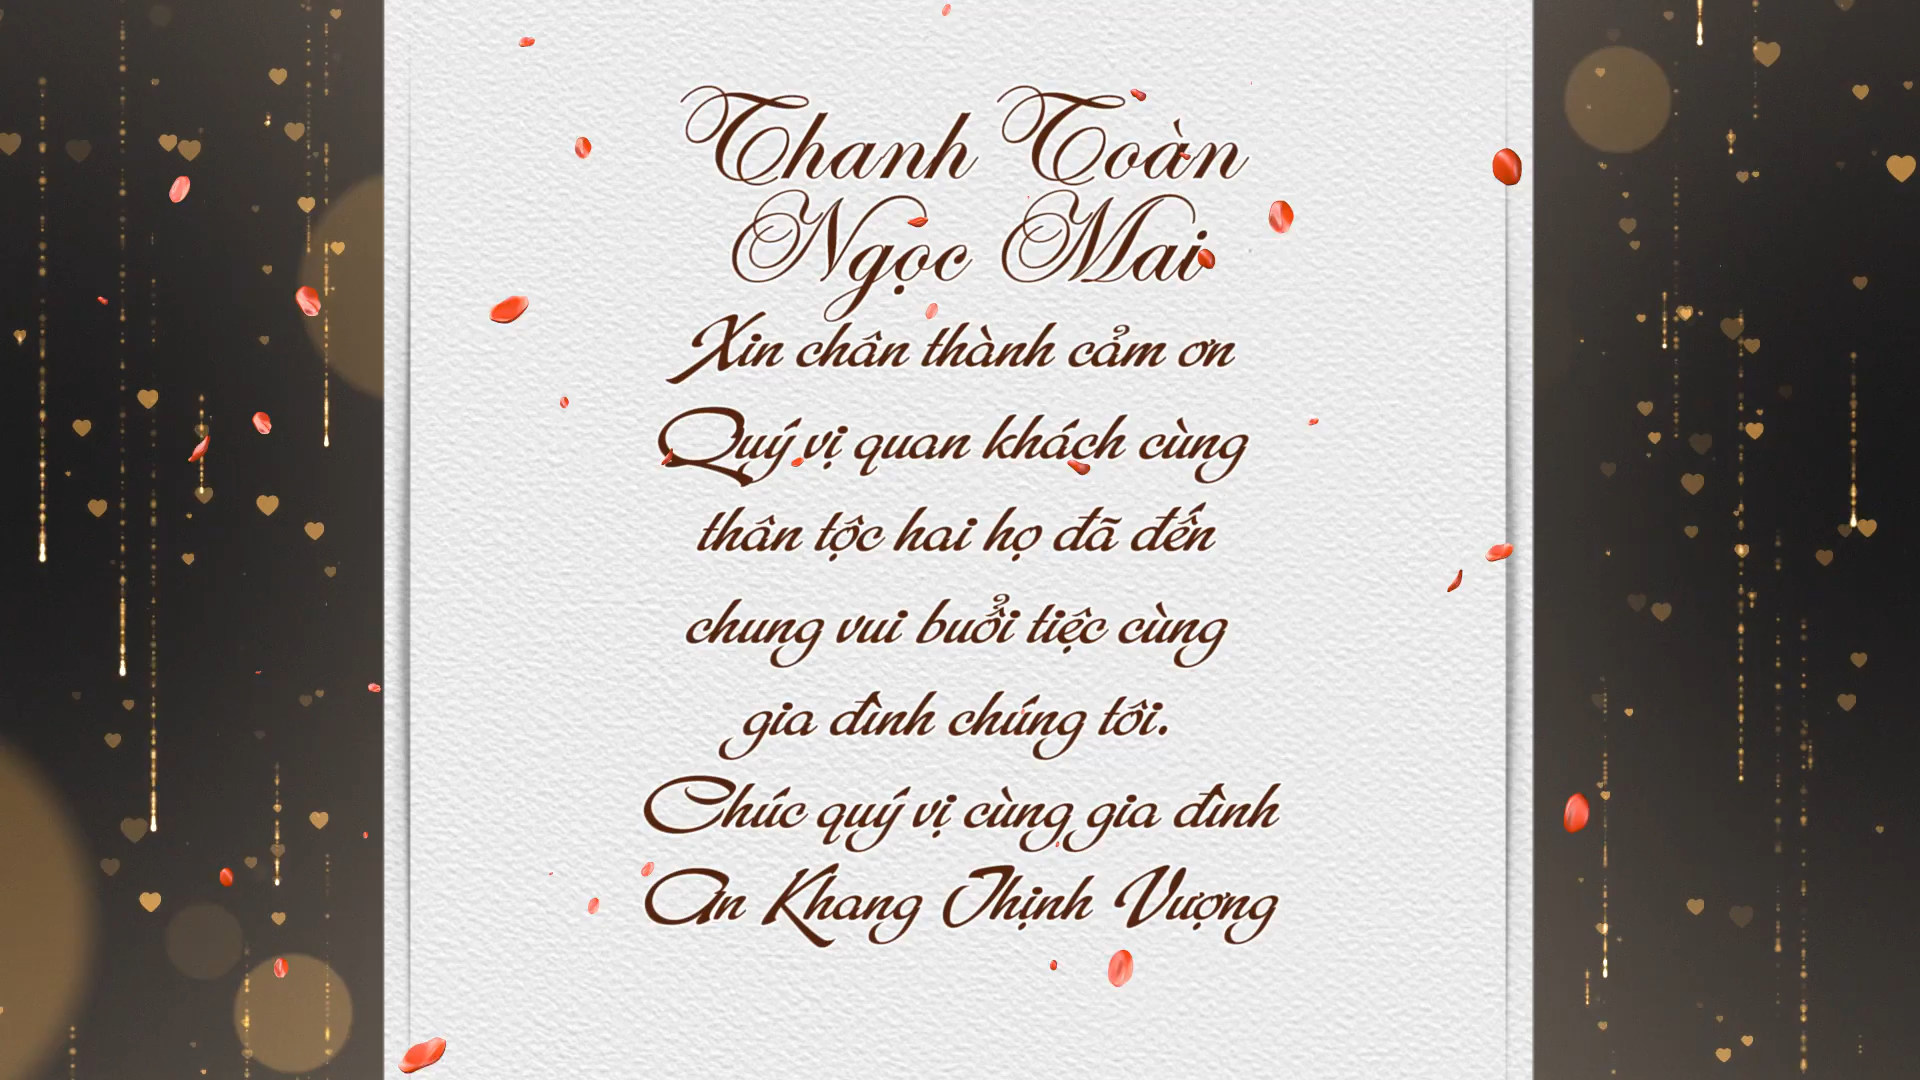 Thanh Toàn
Ngọc Mai
Xin chân thành cảm ơn
Quý vị quan khách cùng
thân tộc hai họ đã đến
chung vui buổi tiệc cùng
gia đình chúng tôi.
Chúc quý vị cùng gia đình
An Khang Thịnh Vượng